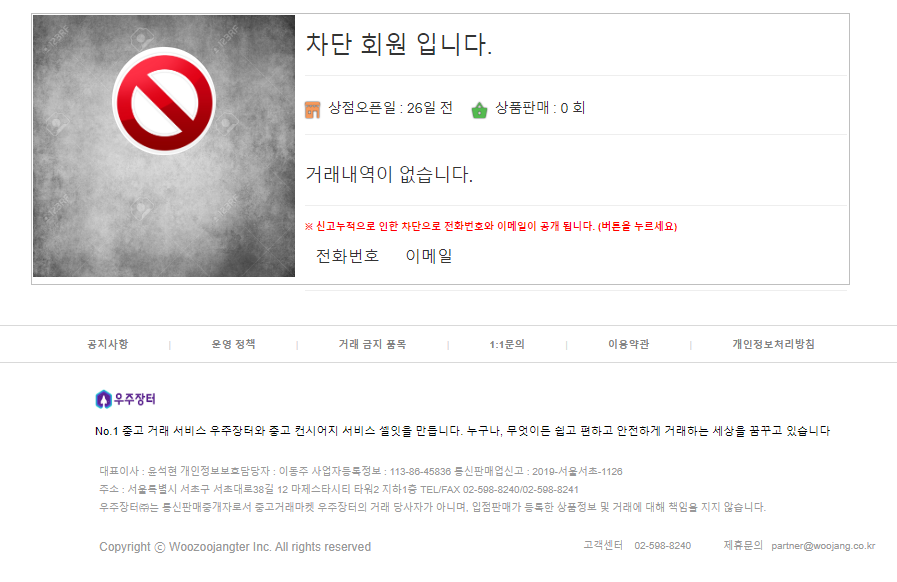 차단 회원 입니다.
상점오픈일 : 26일 전 상품판매 : 0 회
거래내역이 없습니다.
※ 신고누적으로 인한 차단으로 전화번호와 이메일이 공개 됩니다. (버튼을 누르세요)
전화번호 이메일
공지사항 | 운영 정책 | 거래 금지 품목 | 1:1문의 | 이용약관 | 개인정보처리방침
우주장터
No.1 중고 거래 서비스 우주장터와 중고 컨시어지 서비스 셀잇을 만듭니다. 누구나, 무엇이든 쉽고 편하고 안전하게 거래하는 세상을 꿈꾸고 있습니다
대표이사 : 윤석현 개인정보보호담당자 : 이동주 사업자등록정보 : 113-86-45836 통신판매업신고 : 2019-서울서초-1126
주소 : 서울특별시 서초구 서초대로38길 12 마제스타시티 타워2 지하1층 TEL/FAX 02-598-8240/02-598-8241
우주장터㈜는 통신판매중개자로서 중고거래마켓 우주장터의 거래 당사자가 아니며, 입점판매가 등록한 상품정보 및 거래에 대해 책임을 지지 않습니다.
Copyright ⓒ Woozoojangter Inc. All rights reserved 고객센터 02-598-8240 제휴문의 partner@woojang.co.kr